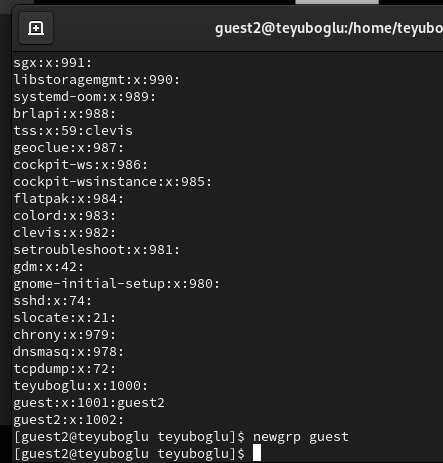 guest2@teyuboglu:/home/teyubo
sgx:x:991:
libstoragemgmt:x:990:
systemd-oom:x:989:
brlapi:x:988:
tss:x:59:clevis
geoclue:x:987:
cockpit-ws:x:986:
cockpit-wsinstance:x:985:
flatpak:x:984:
colord:x:983:
clevis:x:982:
setroubleshoot:x:981:
gdm:x:42:
gnome-initial-setup:x:980:
sshd:x:74:
slocate:x:21:
chrony:x:979:
dnsmasq:x:978:
tcpdump:x:72:
teyuboglu:x:1000:
guest:x:1001:guest2
guest2:x:1002:
[guest2@teyuboglu teyuboglu]$ newgrp guest
[guest2@teyuboglu teyuboglu]$